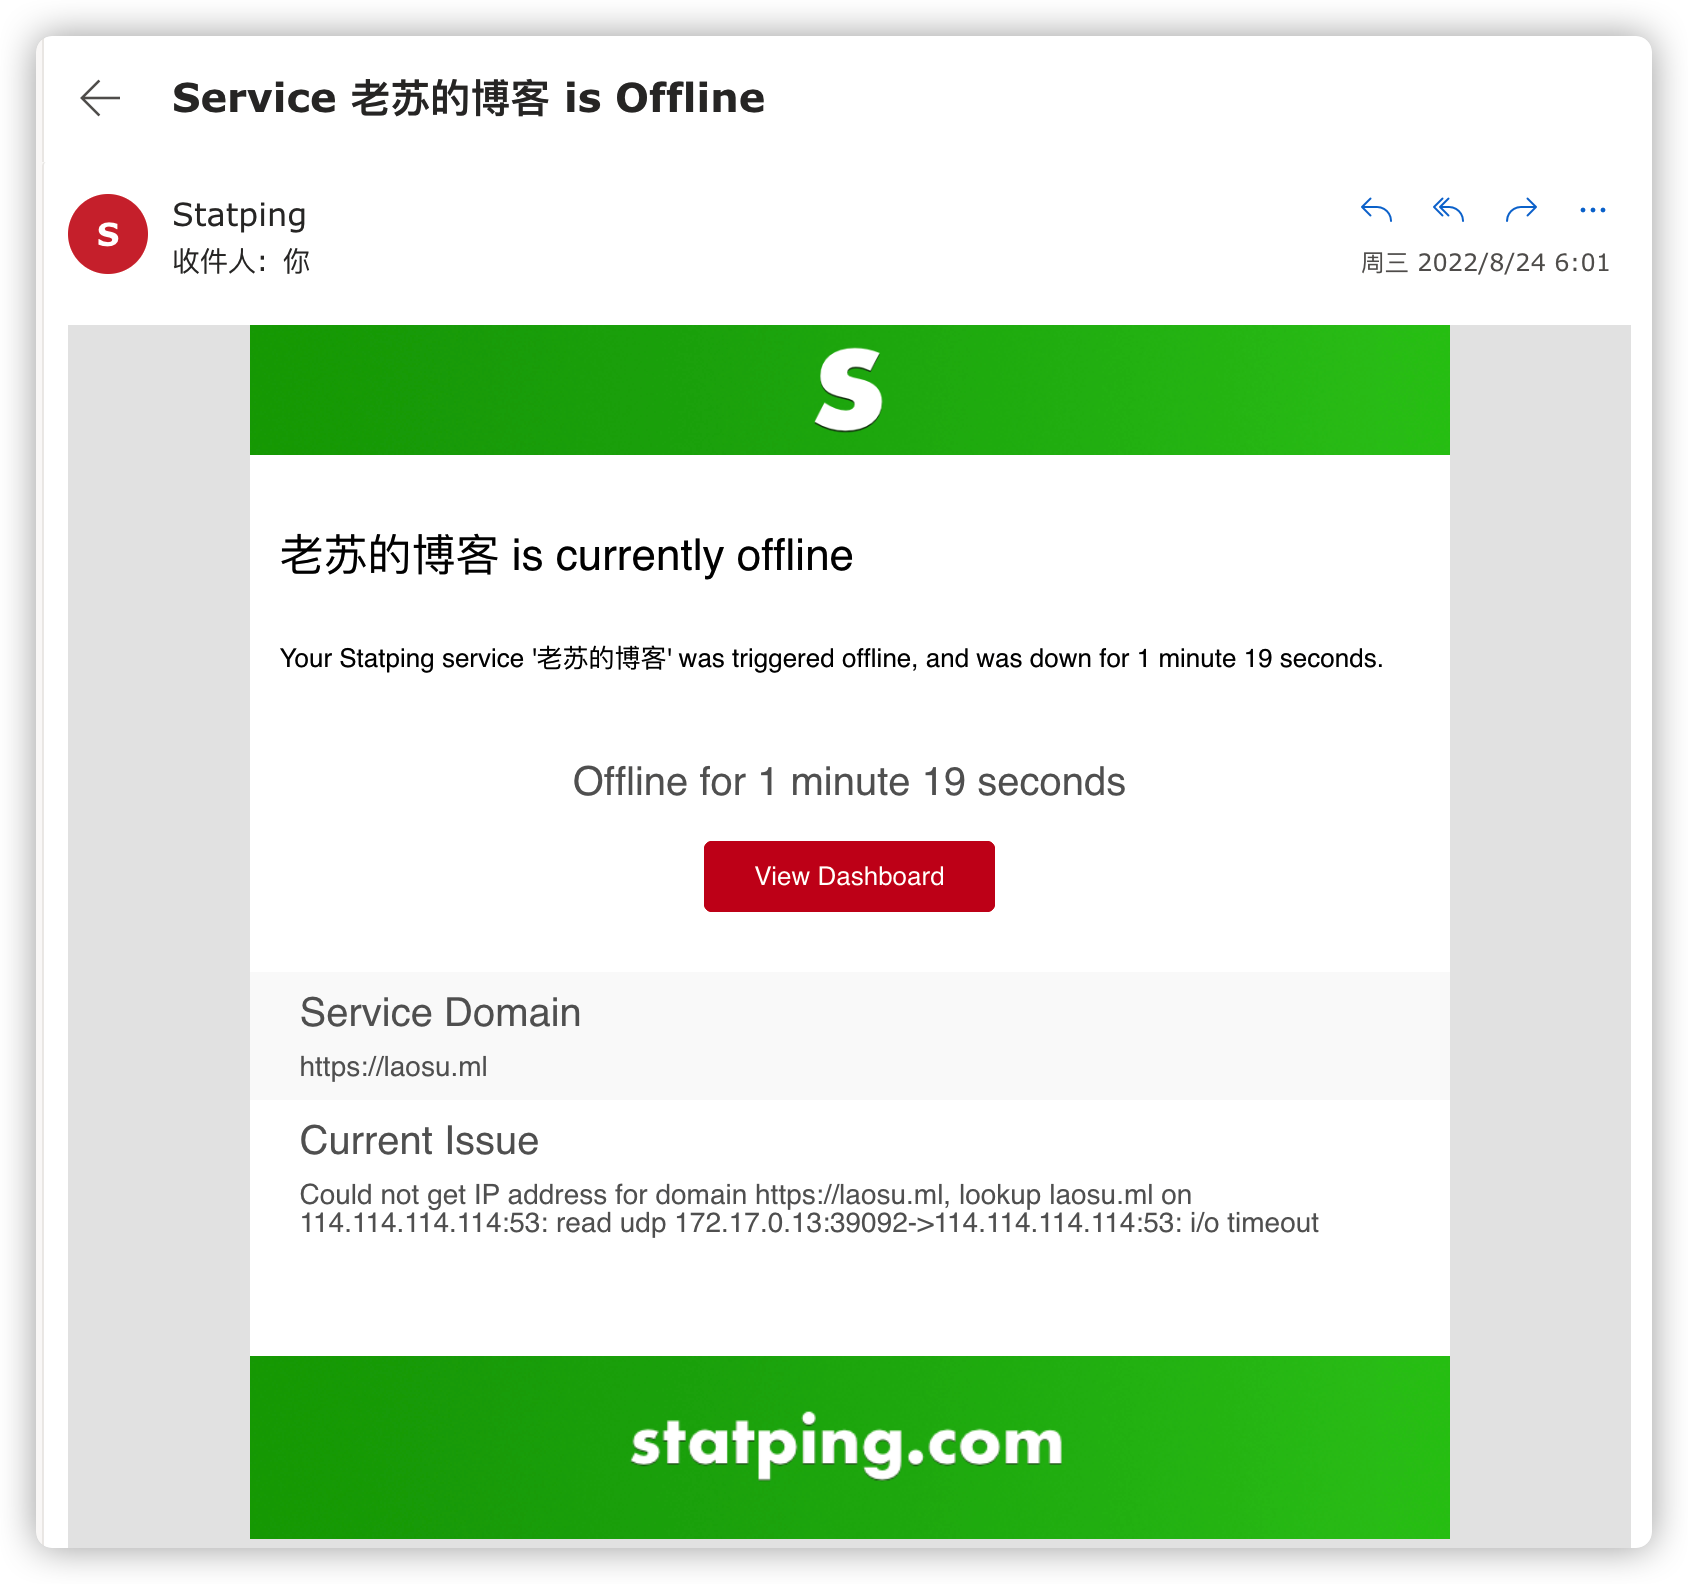 Service 老苏的博客 is Offline
S
Statping
收件人：你
周三 2022/8/24 6:01
S
老苏的博客 is currently offline
Your Statping service '老苏的博客' was triggered offline, and was down for 1 minute 19 seconds.
Offline for 1 minute 19 seconds
View Dashboard
Service Domain
https://laosu.ml
Current Issue
Could not get IP address for domain https://laosu.ml, lookup laosu.ml on
114.114.114.114:53: read udp 172.17.0.13:39092->114.114.114.114:53: i/o timeout
statping.com